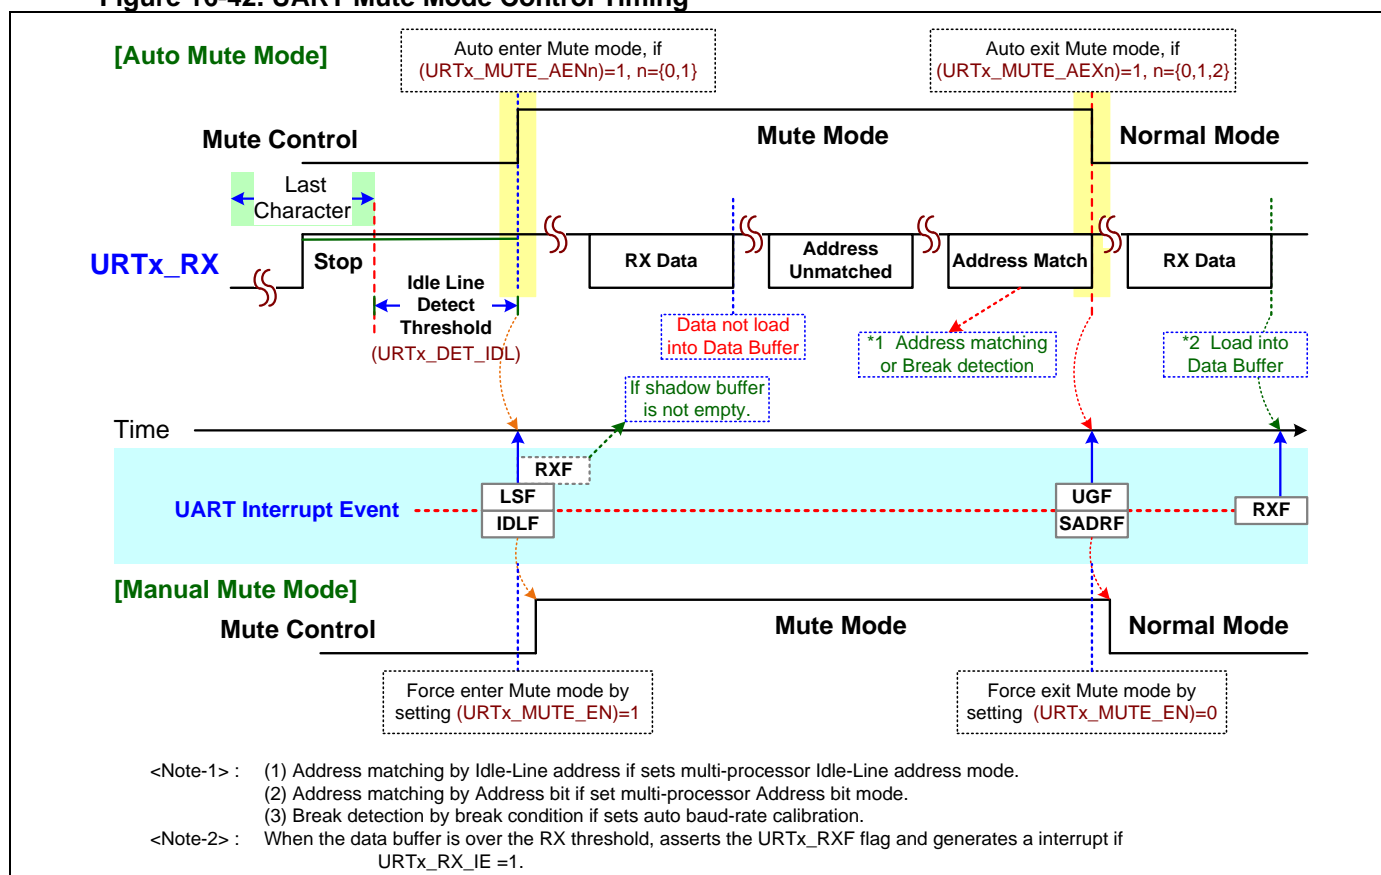 Figure 16-42. UART Mute Mode Control Timing
[Auto Mute Mode]
Auto enter Mute mode, if
(URTx_MUTE_AENn)=1, n={0,1}
Auto exit Mute mode, if
(URTx_MUTE_AEXn)=1, n={0,1,2}
Mute Control
Mute Mode
Normal Mode
Last
Character
URTx_RX
Stop
RX Data
Address
Unmatched
Address Match
RX Data
Idle Line
Detect
Threshold
(URTx_DET_IDL)
Data not load
into Data Buffer
*1 Address matching
or Break detection
*2 Load into
Data Buffer
If shadow buffer
is not empty.
Time
RXF
LSF
IDLF
UART Interrupt Event
UGF
SADRF
RXF
[Manual Mute Mode]
Mute Control
Mute Mode
Normal Mode
Force enter Mute mode by
setting (URTx_MUTE_EN)=1
Force exit Mute mode by
setting (URTx_MUTE_EN)=0
<Note-1> : (1) Address matching by Idle-Line address if sets multi-processor Idle-Line address mode.
(2) Address matching by Address bit if set multi-processor Address bit mode.
(3) Break detection by break condition if sets auto baud-rate calibration.
<Note-2> : When the data buffer is over the RX threshold, asserts the URTx_RXF flag and generates a interrupt if
URTx_RX_IE =1.